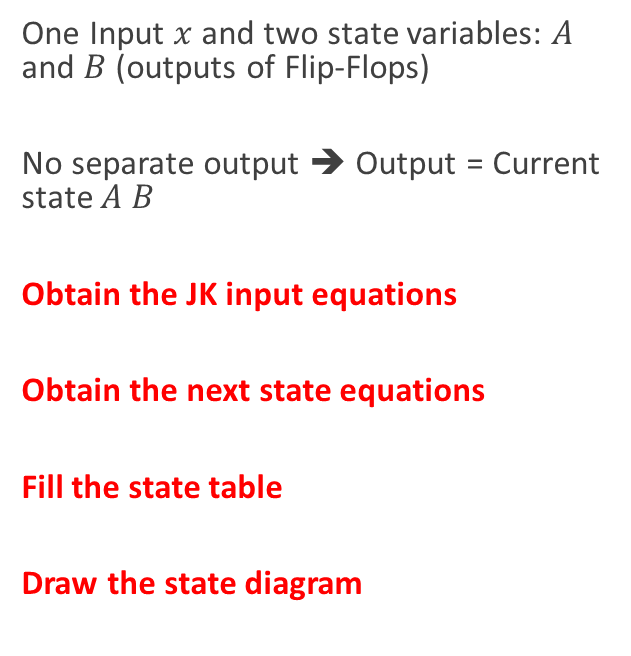 One Input x and two state variables: A
and B (outputs of Flip-Flops)
No separate output ➔ Output = Current
state A B
Obtain the JK input equations
Obtain the next state equations
Fill the state table
Draw the state diagram